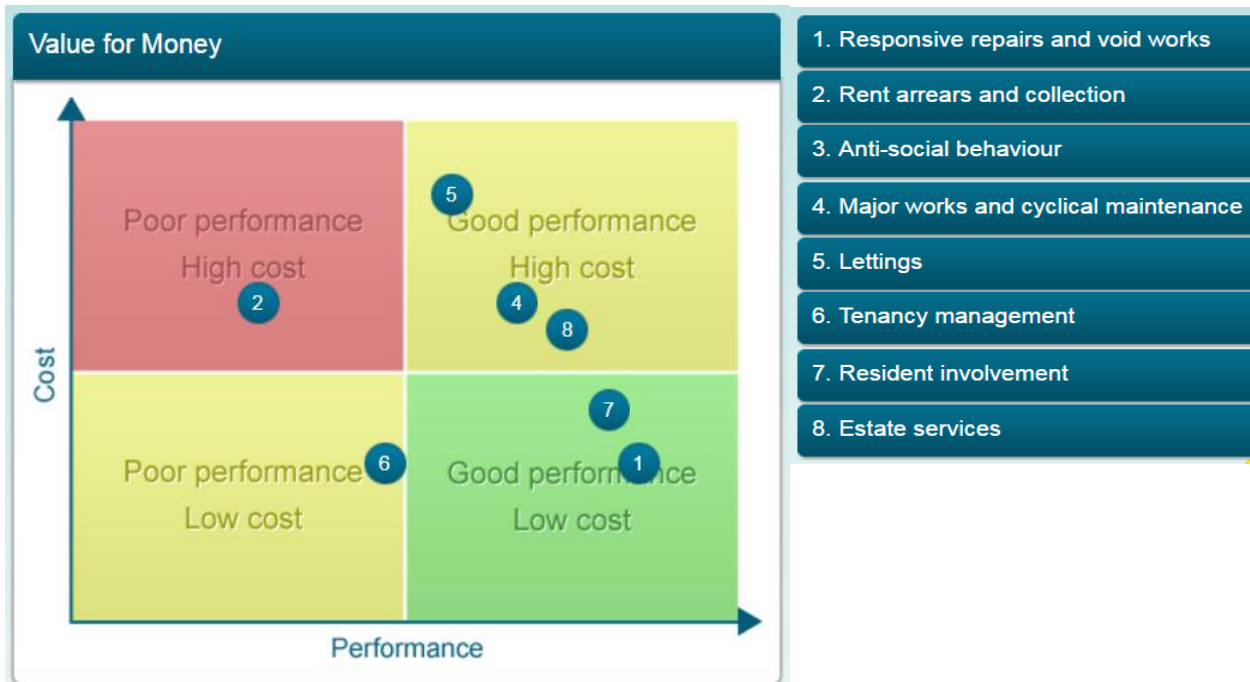 Value for Money
Cost
Poor performance
High cost
2
5
Good performance
High cost
4
8
Poor performance
Low cost
6
7
1
Good performance
Low cost
Performance
1. Responsive repairs and void works
2. Rent arrears and collection
3. Anti-social behaviour
4. Major works and cyclical maintenance
5. Lettings
6. Tenancy management
7. Resident involvement
8. Estate services